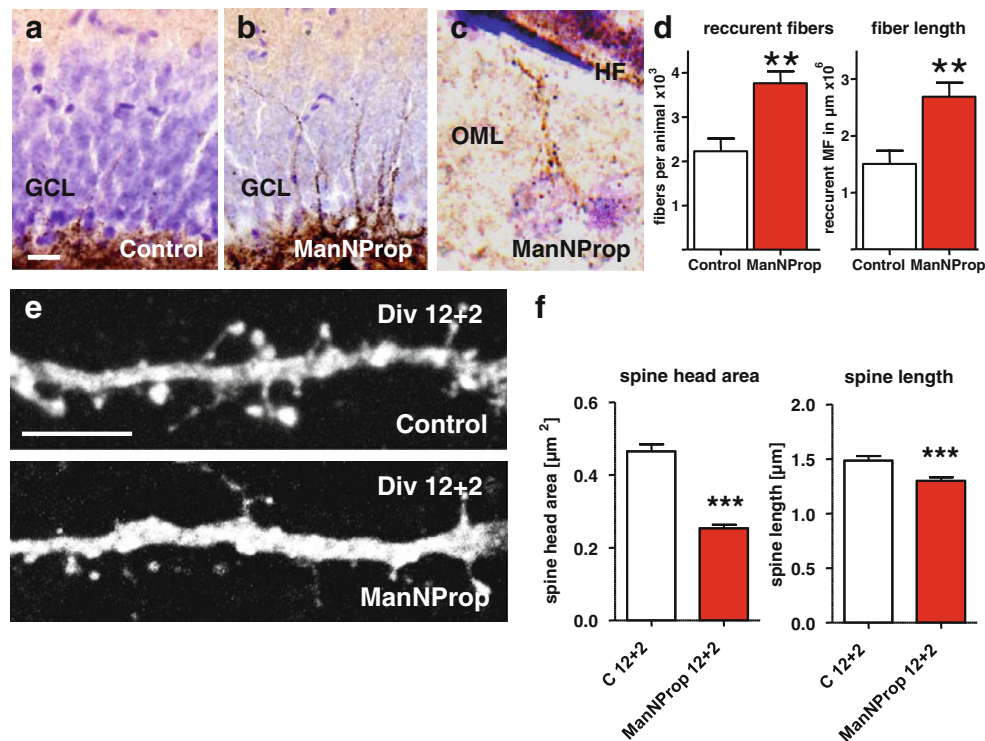 a
GCL
Control
b
GCL
ManNProp
c
HF
OML
ManNProp
d
reccurent fibers
fibers per animal x10³
4
3
2
1
**
Control ManNProp
fiber length
reccurent MF in µm x10⁶
3
2
1
**
Control ManNProp
e
Div 12+2
Control
Div 12+2
ManNProp
f
spine head area
spine head area [µm ²]
0.6
0.4
0.2
0.0
***
C 12+2
ManNProp 12+2
spine length
spine length [µm]
2.0
1.5
1.0
0.5
0.0
***
C 12+2
ManNProp 12+2